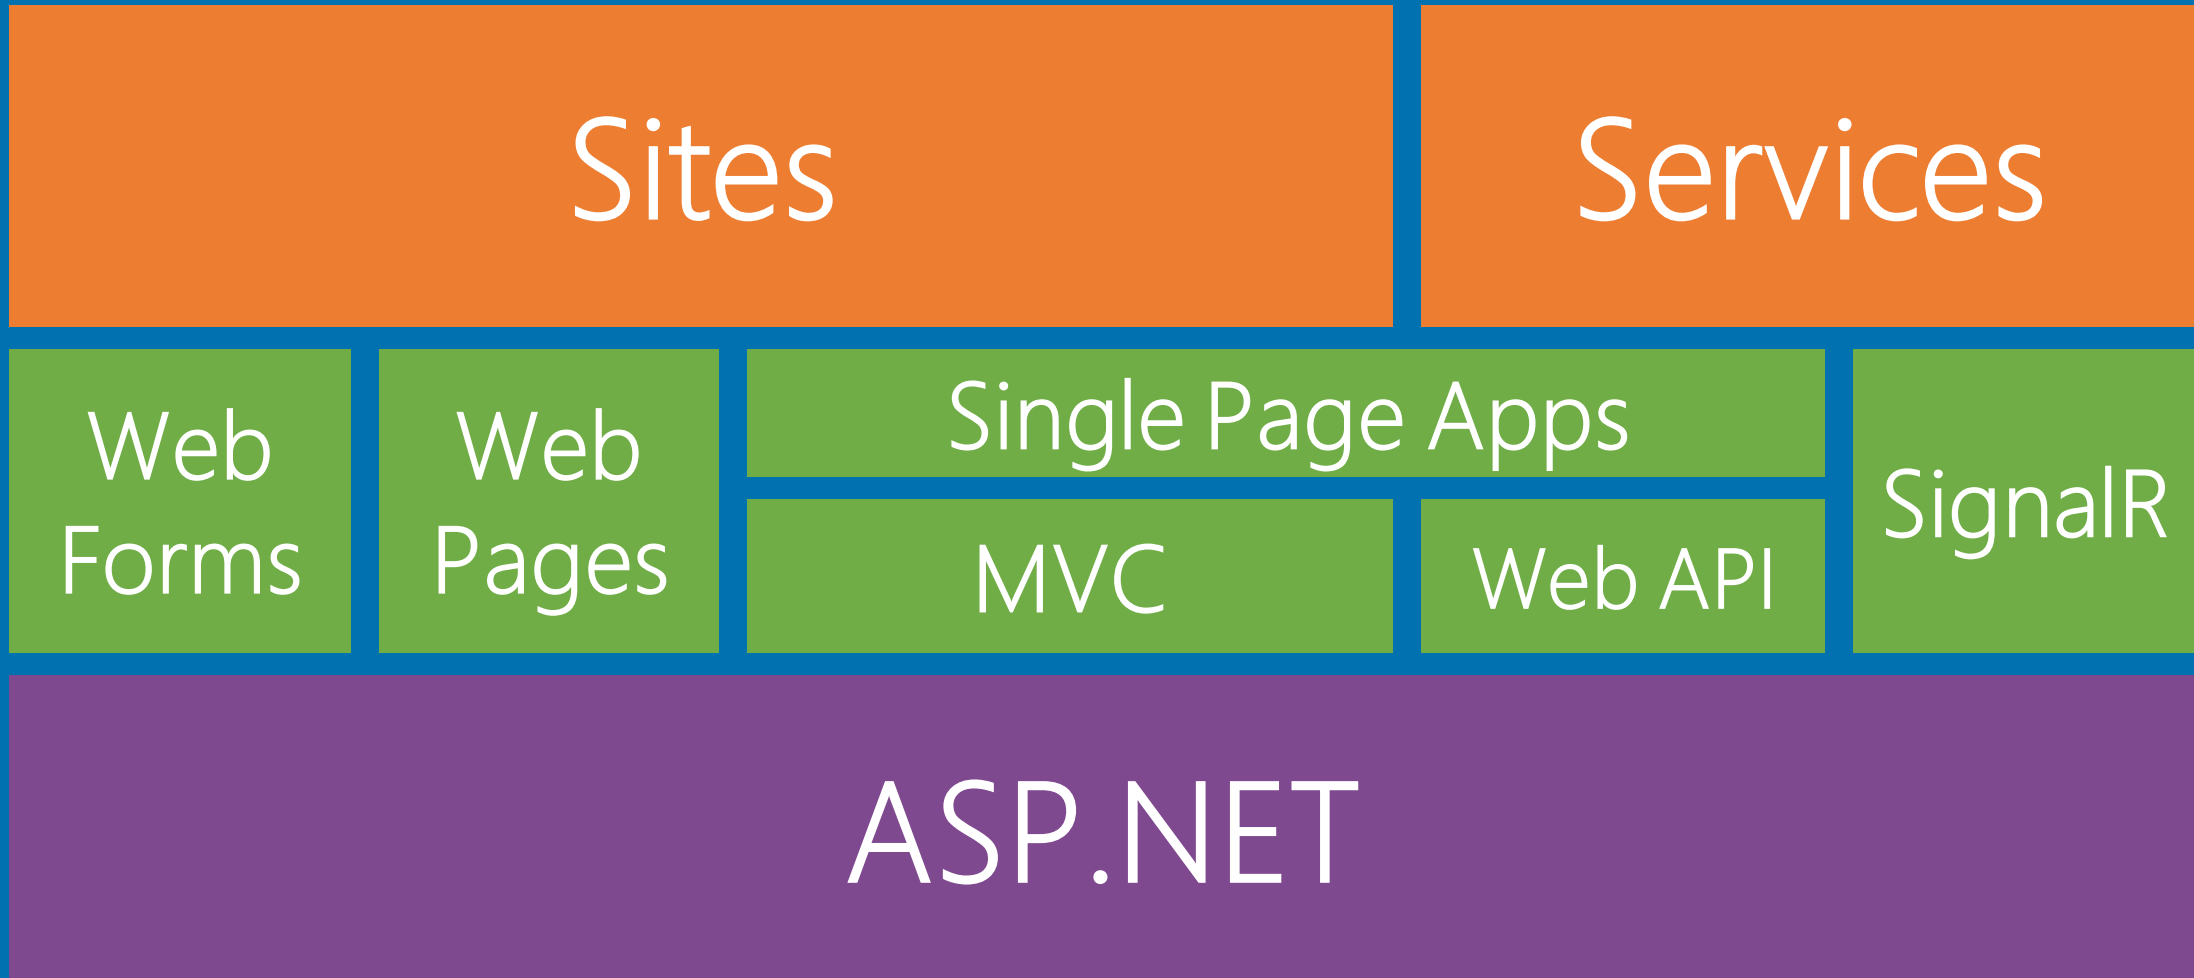 Sites
Services
Web
Forms
Web
Pages
Single Page Apps
MVC
Web API
SignalR
ASP.NET